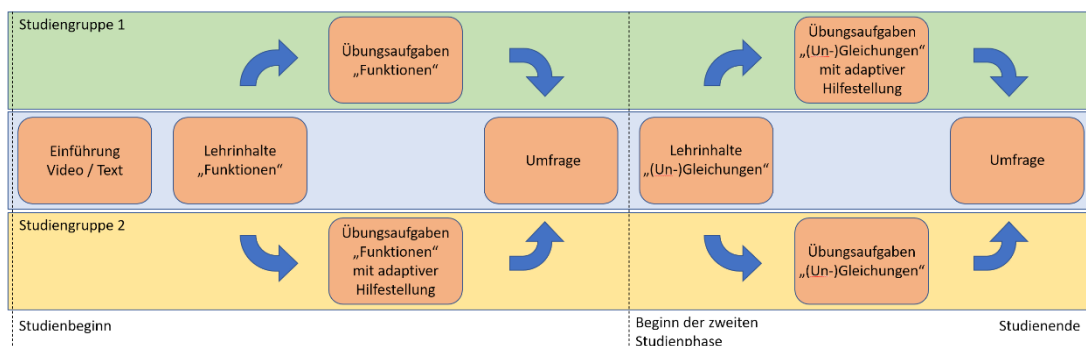 Studiengruppe 1
Übungsaufgaben
„Funktionen“
Übungsaufgaben
„(Un-)Gleichungen“
mit adaptiver
Hilfestellung
Einführung
Video / Text
Lehrinhalte
„Funktionen“
Umfrage
Lehrinhalte
„(Un-)Gleichungen“
Umfrage
Studiengruppe 2
Übungsaufgaben
„Funktionen“
mit adaptiver
Hilfestellung
Übungsaufgaben
„(Un-)Gleichungen“
Studienbeginn
Beginn der zweiten
Studienphase
Studienende